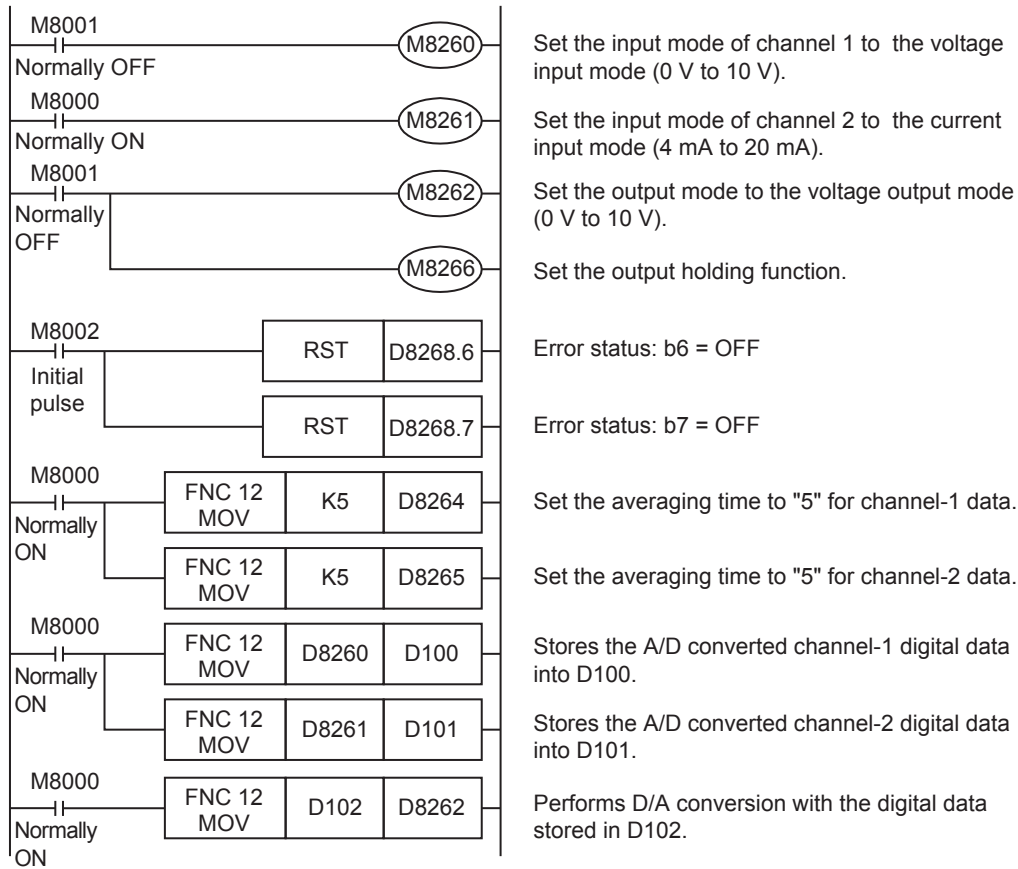 M8001
M8260
Normally OFF
Set the input mode of channel 1 to the voltage
input mode (0 V to 10 V).
M8000
M8261
Normally ON
Set the input mode of channel 2 to the current
input mode (4 mA to 20 mA).
M8001
M8262
Normally
OFF
Set the output mode to the voltage output mode
(0 V to 10 V).
M8266
Set the output holding function.
M8002
Initial
pulse
RST D8268.6
Error status: b6 = OFF
RST D8268.7
Error status: b7 = OFF
M8000
Normally
ON
FNC 12
MOV
K5 D8264
Set the averaging time to "5" for channel-1 data.
FNC 12
MOV
K5 D8265
Set the averaging time to "5" for channel-2 data.
M8000
Normally
ON
FNC 12
MOV
D8260 D100
Stores the A/D converted channel-1 digital data
into D100.
FNC 12
MOV
D8261 D101
Stores the A/D converted channel-2 digital data
into D101.
M8000
Normally
ON
FNC 12
MOV
D102 D8262
Performs D/A conversion with the digital data
stored in D102.